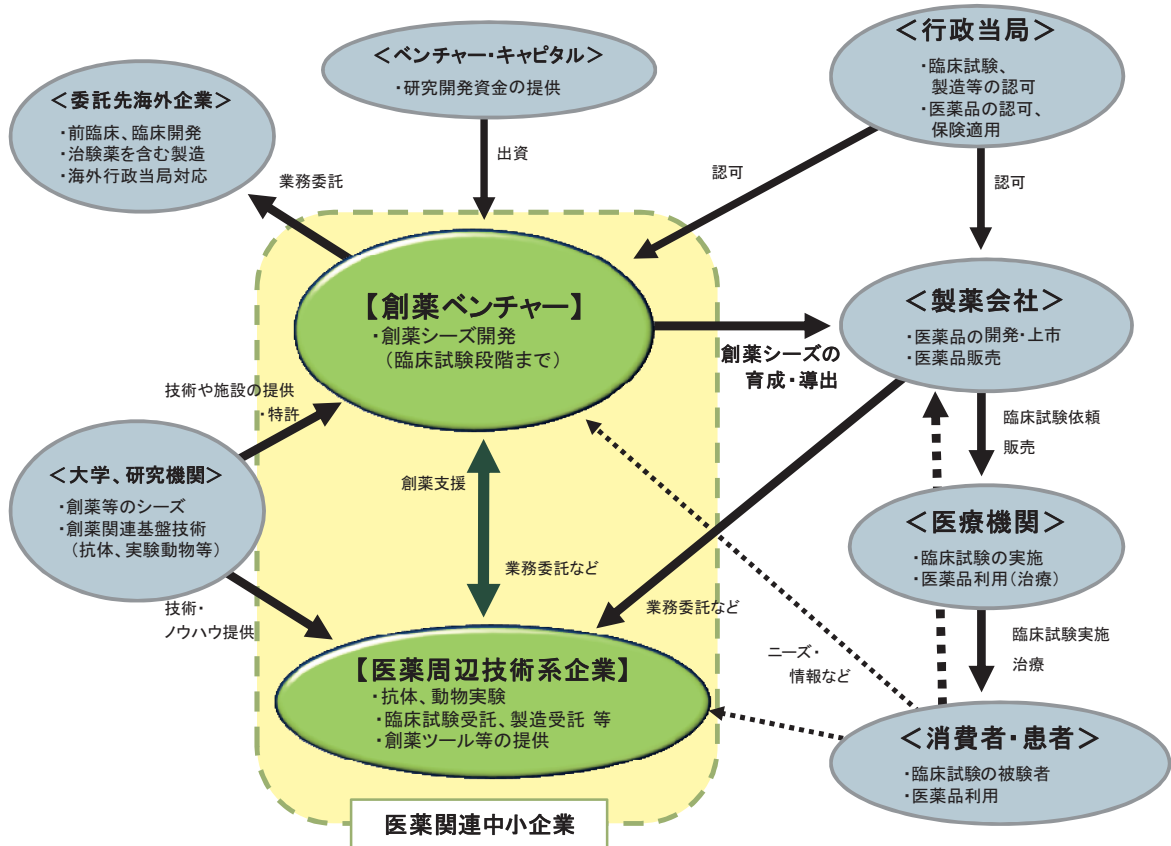 ＜ベンチャー・キャピタル＞
・研究開発資金の提供
＜行政当局＞
・臨床試験、
製造等の認可
・医薬品の認可、
保険適用
＜委託先海外企業＞
・前臨床、臨床開発
・治験薬を含む製造
・海外行政当局対応
業務委託
出資
認可
認可
【創薬ベンチャー】
・創薬シーズ開発
（臨床試験段階まで）
創薬シーズの
育成・導出
＜製薬会社＞
・医薬品の開発・上市
・医薬品販売
技術や施設の提供
・特許
臨床試験依頼
販売
＜大学、研究機関＞
・創薬等のシーズ
・創薬関連基盤技術
（抗体、実験動物等）
創薬支援
業務委託など
＜医療機関＞
・臨床試験の実施
・医薬品利用（治療）
技術・
ノウハウ提供
業務委託など
ニーズ・
情報など
臨床試験実施
治療
【医薬周辺技術系企業】
・抗体、動物実験
・臨床試験受託、製造受託 等
・創薬ツール等の提供
＜消費者・患者＞
・臨床試験の被験者
・医薬品利用
医薬関連中小企業